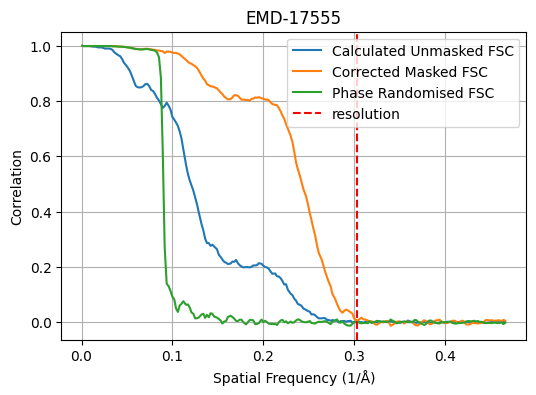 EMD-17555
Calculated Unmasked FSC
Corrected Masked FSC
Phase Randomised FSC
resolution
Correlation
1.0
0.8
0.6
0.4
0.2
0.0
0.0 0.1 0.2 0.3 0.4
Spatial Frequency (1/Å)